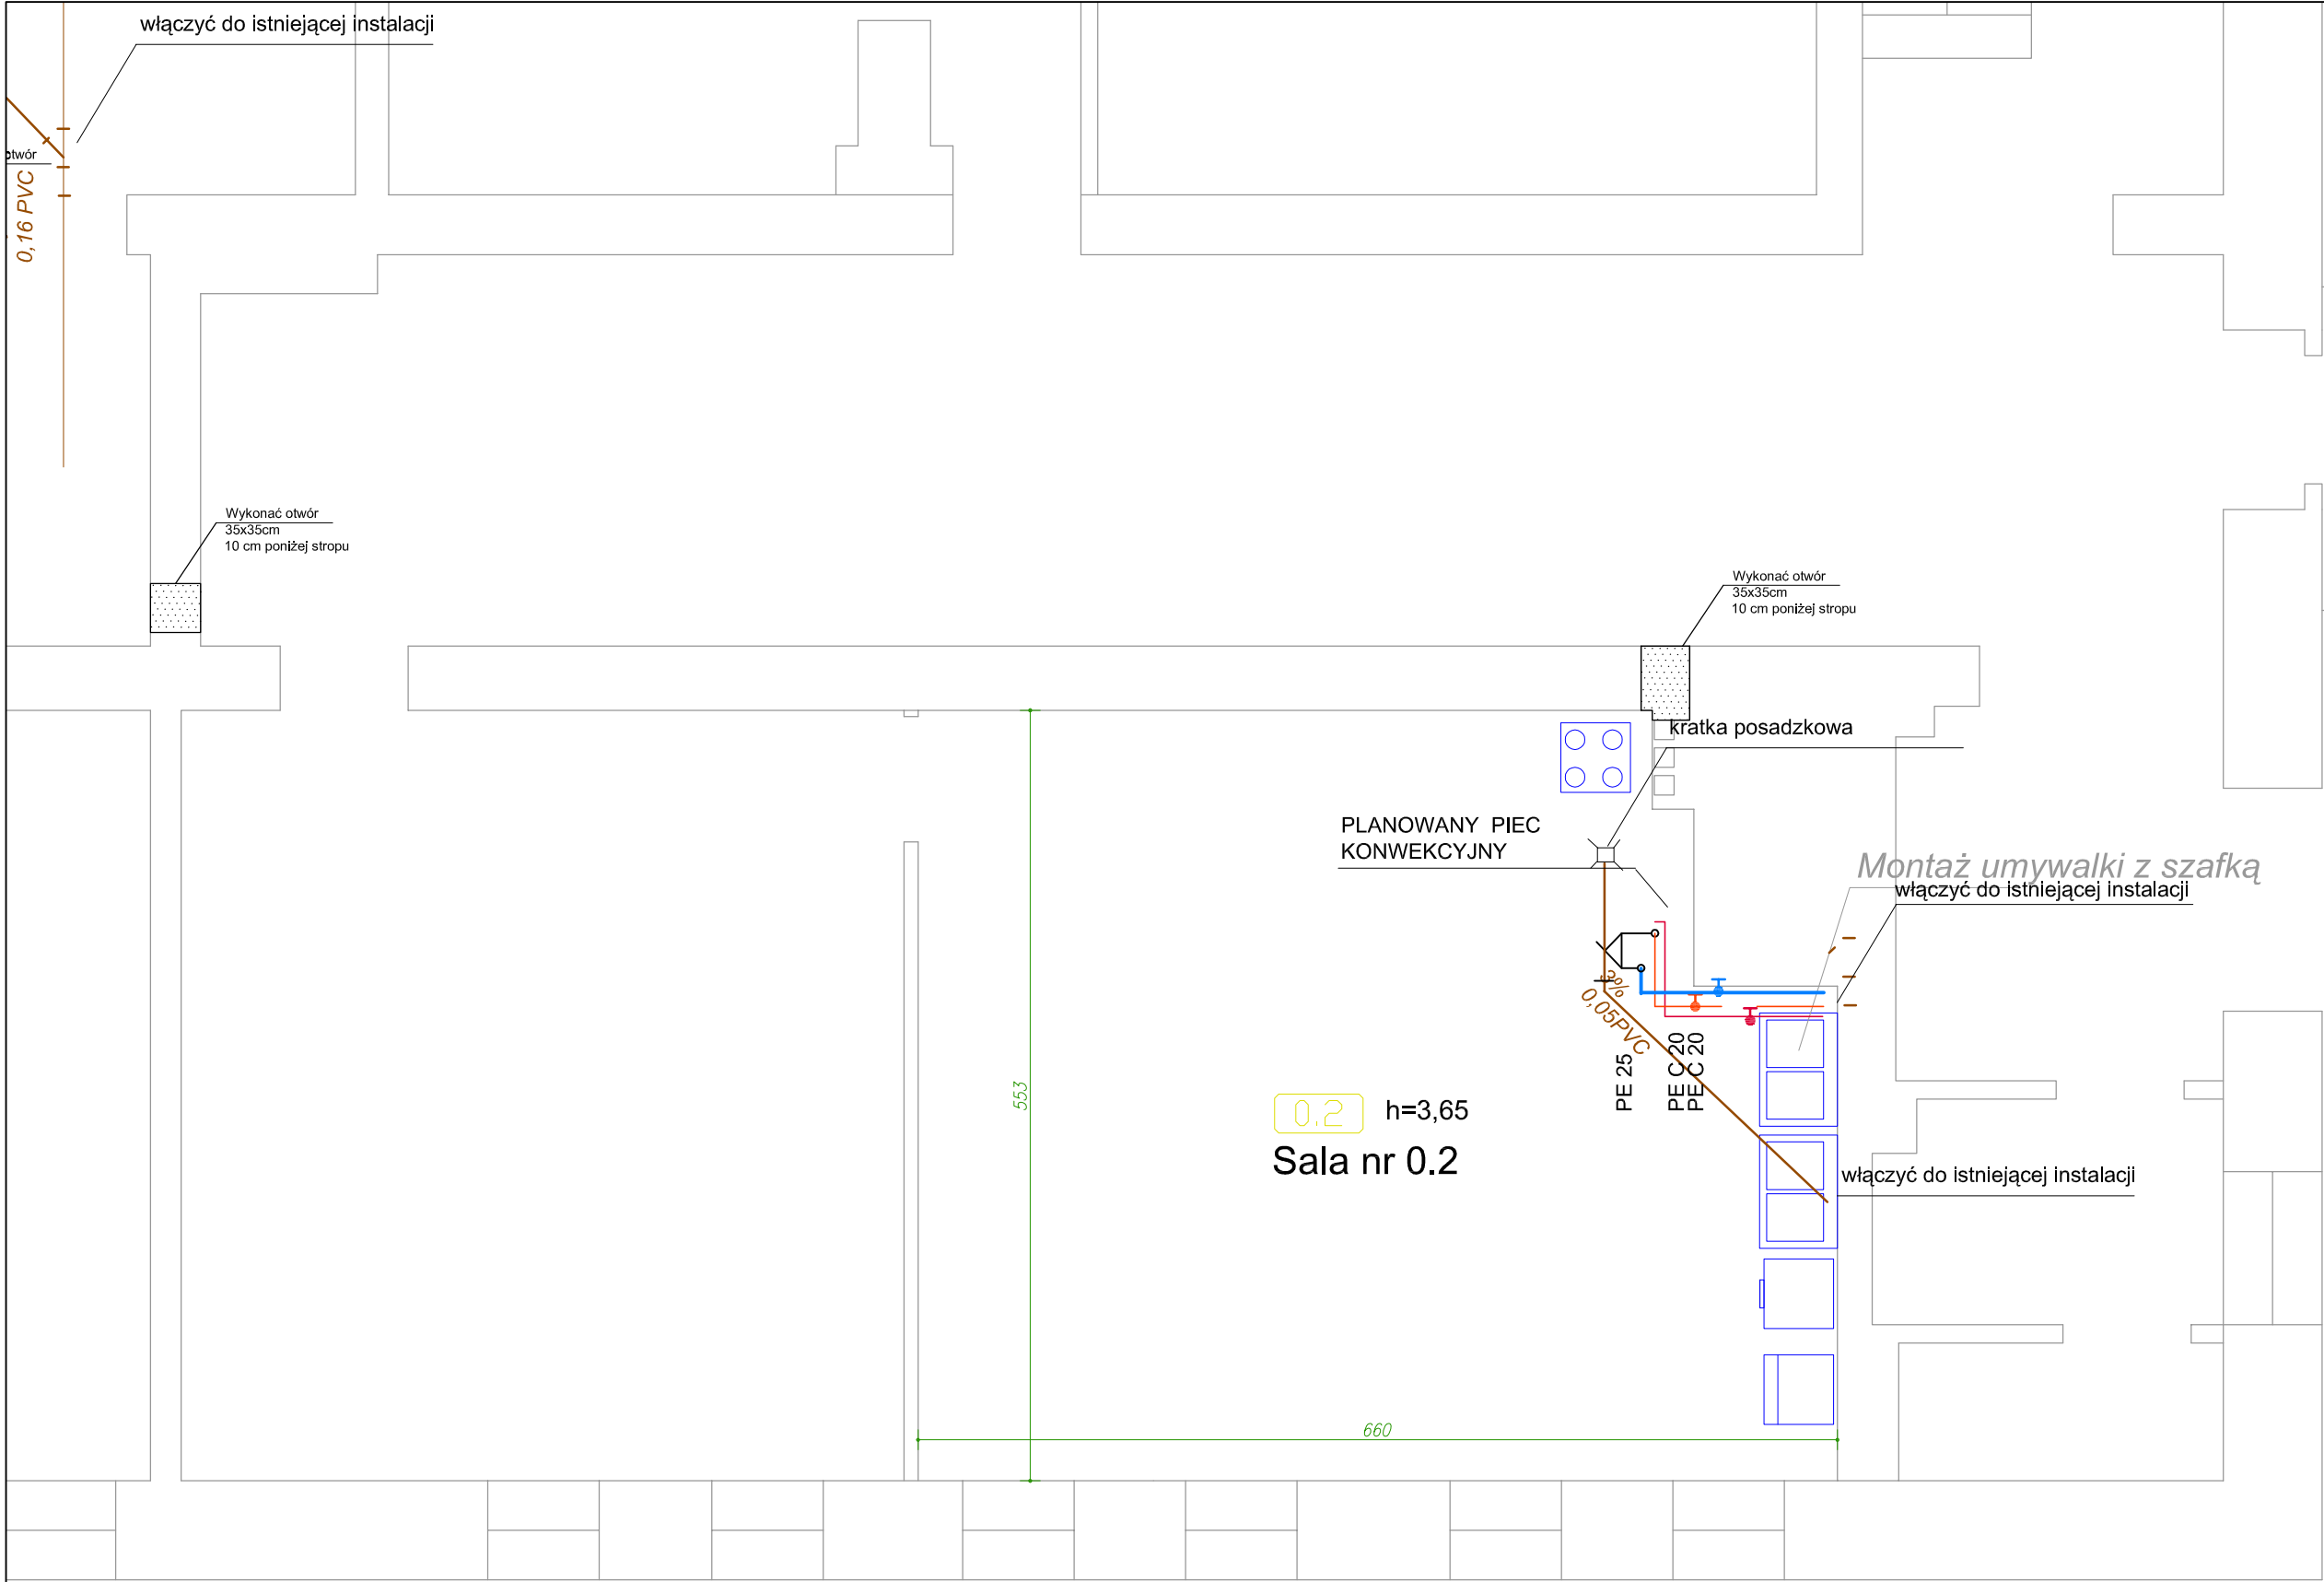 włączyć do istniejącej instalacji
otwór
0,16 PVC
Wykonać otwór
35x35cm
10 cm poniżej stropu
Wykonać otwór
35x35cm
10 cm poniżej stropu
kratka posadzkowa
PLANOWANY PIEC
KONWEKCYJNY
Montaż umywalki z szafką
włączyć do istniejącej instalacji
3%
0,05PVC
PE 25
PE C 20
PE C 20
553
0.2
h=3,65
Sala nr 0.2
włączyć do istniejącej instalacji
660